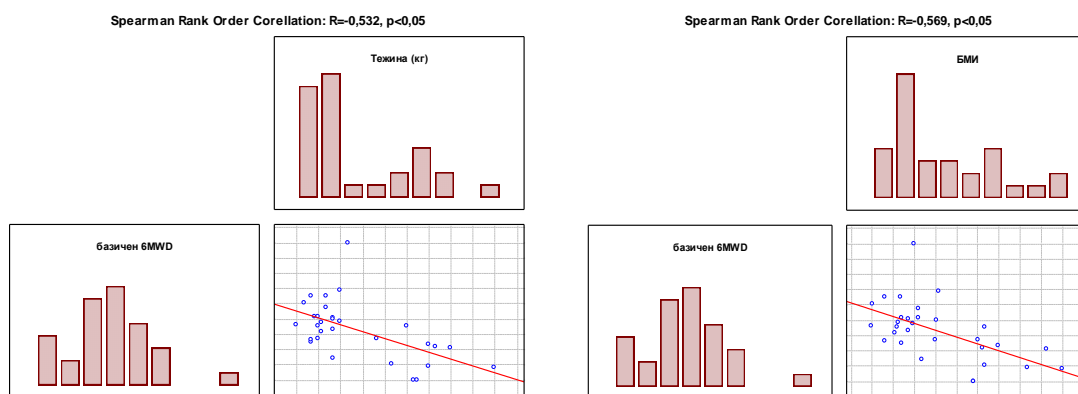 Spearman Rank Order Corellation: R=-0,532, p<0,05
Тежина (кг)
базичен 6MWD
Spearman Rank Order Corellation: R=-0,569, p<0,05
БМИ
базичен 6MWD